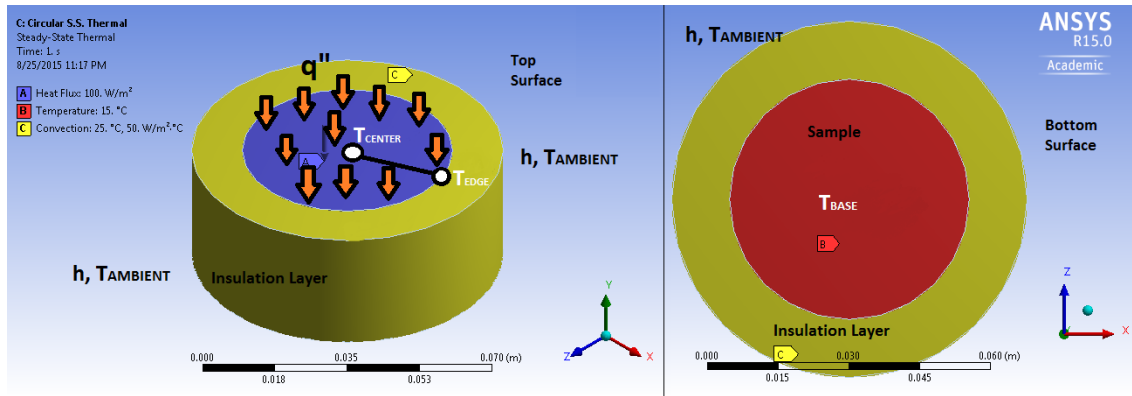 C: Circular S.S. Thermal
Steady-State Thermal
Time: 1. s
8/25/2015 11:17 PM
A Heat Flux: 100. W/m²
B Temperature: 15. °C
C Convection: 25. °C, 50. W/m²·°C
q"
C
Top
Surface
TCENTER
A
TEDGE
h, TAMBIENT
h, TAMBIENT
Insulation Layer
Y
Z
X
0.000
0.035
0.070 (m)
0.018
0.053
h, TAMBIENT
ANSYS
R15.0
Academic
Sample
Bottom
Surface
TBASE
B
Insulation Layer
C
Z
Y
X
0.000
0.030
0.060 (m)
0.015
0.045